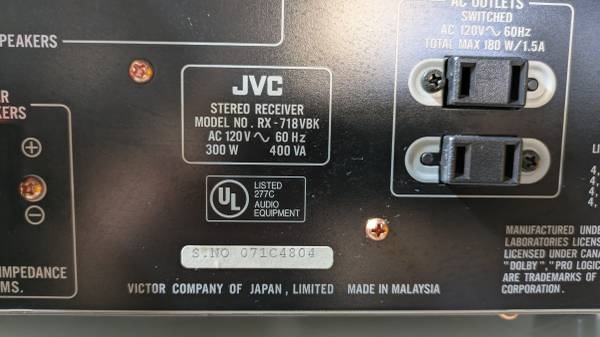 AC OUTLETS
SWITCHED
AC 120V ~ 60Hz
TOTAL MAX 180 W/1.5A
SPEAKERS
JVC
STEREO RECEIVER
MODEL NO. RX-718VBK
AC 120V ~ 60 Hz
300 W 400 VA
+
−
UL
LISTED
277C
AUDIO
EQUIPMENT
S.NO 071C4804
IMPEDANCE
VICTOR COMPANY OF JAPAN, LIMITED MADE IN MALAYSIA
MANUFACTURED UNDE
LABORATORIES LICENS
LICENSED UNDER CANA
"DOLBY", "PRO LOGIC
ARE TRADEMARKS OF
CORPORATION.